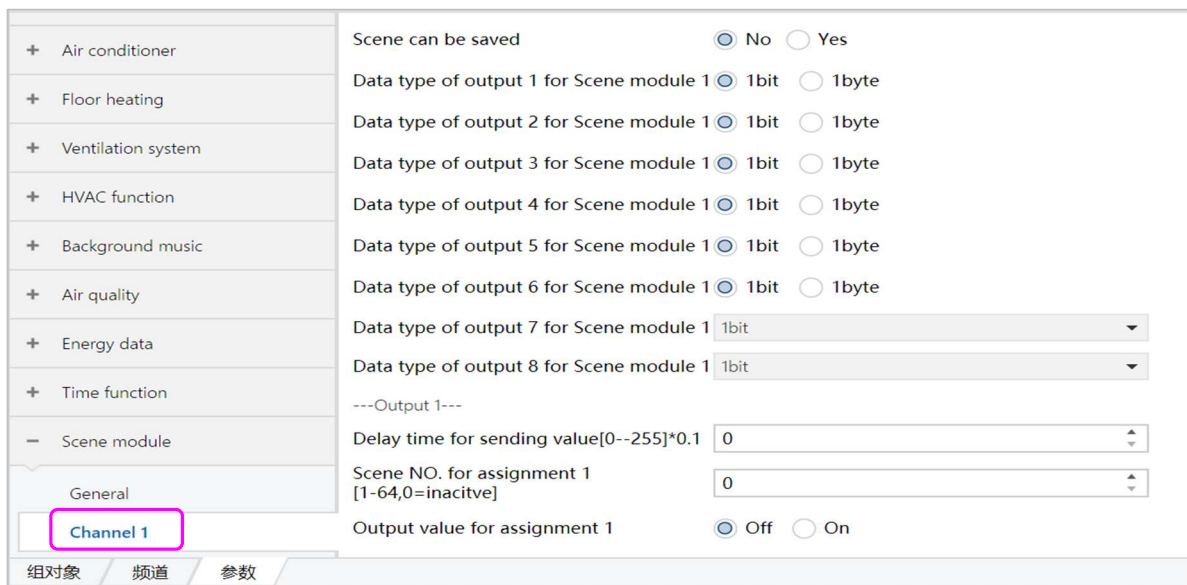 + Air conditioner
+ Floor heating
+ Ventilation system
+ HVAC function
+ Background music
+ Air quality
+ Energy data
+ Time function
− Scene module
General
Channel 1
Scene can be saved No Yes
Data type of output 1 for Scene module 1 1bit 1byte
Data type of output 2 for Scene module 1 1bit 1byte
Data type of output 3 for Scene module 1 1bit 1byte
Data type of output 4 for Scene module 1 1bit 1byte
Data type of output 5 for Scene module 1 1bit 1byte
Data type of output 6 for Scene module 1 1bit 1byte
Data type of output 7 for Scene module 1 1bit
Data type of output 8 for Scene module 1 1bit
---Output 1---
Delay time for sending value[0--255]*0.1 0
Scene NO. for assignment 1
[1-64,0=inacitve] 0
Output value for assignment 1 Off On
组对象 频道 参数